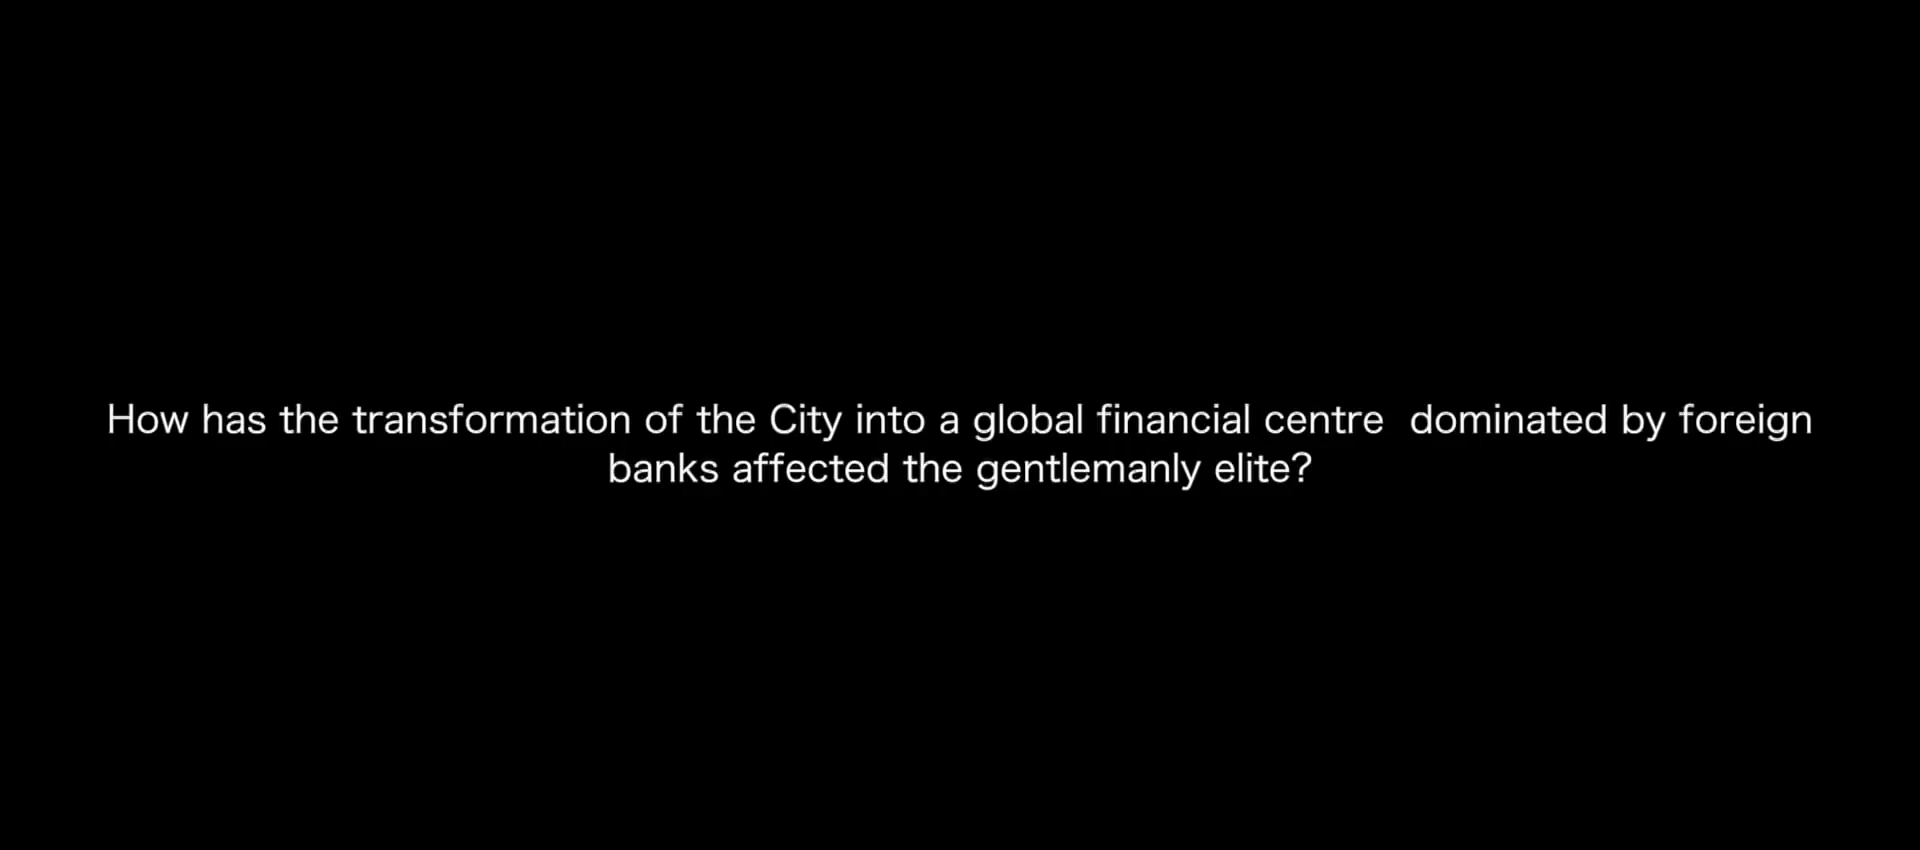 How has the transformation of the City into a global financial centre  dominated by foreign
banks affected the gentlemanly elite?